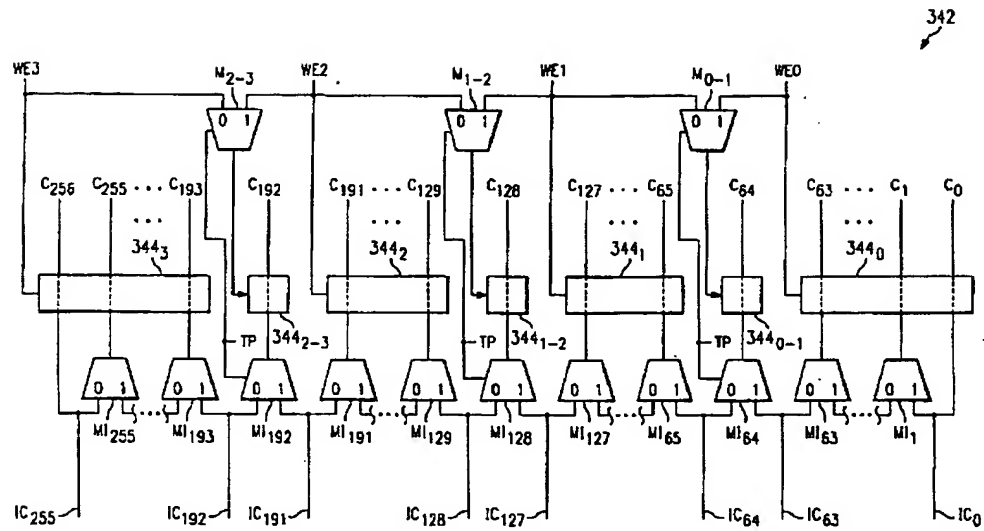 342
WE3 M2-3 WE2 M1-2 WE1 M0-1 WE0
0 1 0 1 0 1
C256 C255 ... C193 C192 C191 ... C129 C128 C127 ... C65 C64 C63 ... C1 C0
... ... ... ...
3443 3442 3441 3440
3442-3 3441-2 3440-1
TP TP TP
0 1 0 1 0 1 0 1 0 1 0 1 0 1 0 1 0 1 0 1 0 1
... ... ... ...
MI255 MI193 MI192 MI191 MI129 MI128 MI127 MI65 MI64 MI63 MI1
IC255 IC192 IC191 IC128 IC127 IC64 IC63 IC0